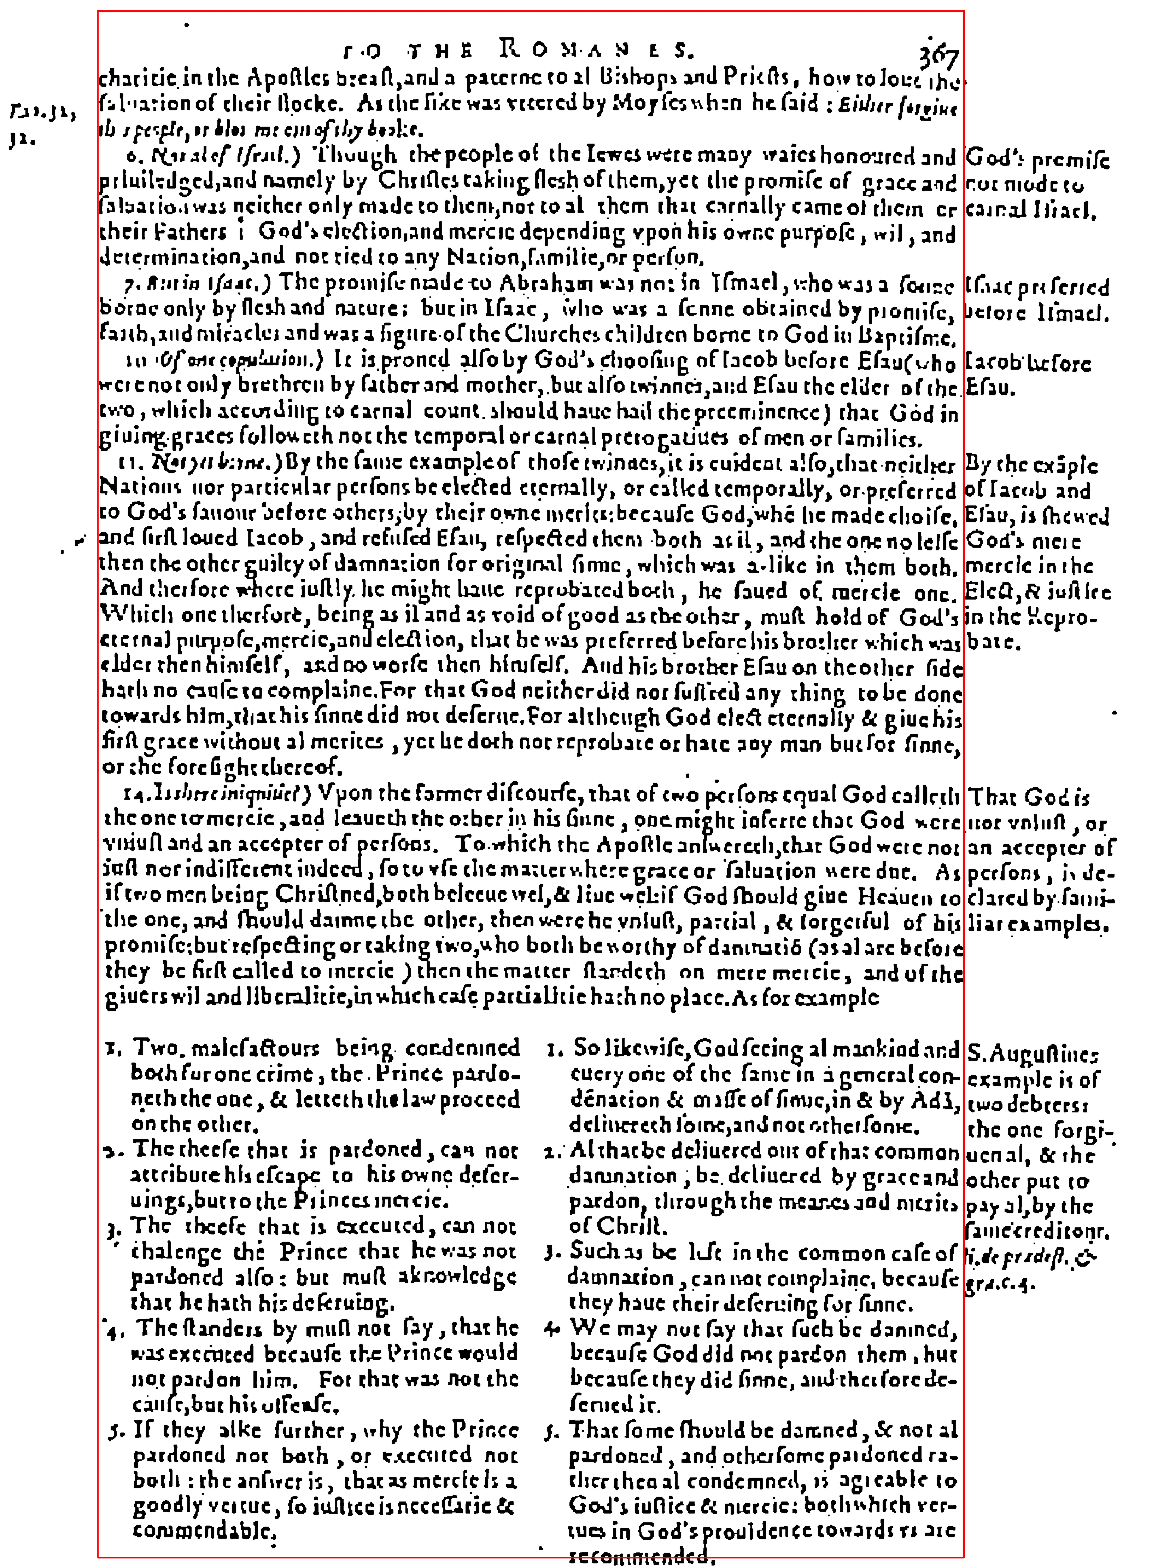 TO THE ROMANES.
367
charitie in the Apostles breast, and a paterne to al Bishops and Priests, how to loue the
saluation of their flocke. As the like was vttered by Moyses when he said : Either forgiue
this people, or blot me out of thy booke.
Exo. 32,
32.
6. Not al of Israel.) Though the people of the Iewes were many waies honoured and
priuiledged, and namely by Christes taking flesh of them, yet the promise of grace and
saluation was neither only made to them, nor to al them that carnally came of them or
their Fathers : God's election, and mercie depending vpon his owne purpose, wil, and
determination, and not tied to any Nation, familie, or person.
God's promise
not mode to
carnal Israel.
7. But in Isaac.) The promise made to Abraham was not in Ismael, who was a sonne
borne only by flesh and nature: but in Isaac, who was a sonne obtained by promise,
faith, and miracle: and was a figure of the Churches children borne to God in Baptisme.
Isaac preferred
before Ismael.
10 Of one copulation.) It is proued also by God's choosing of Iacob before Esau (who
were not only brethren by father and mother, but also twinnes, and Esau the elder of the
two, which according to carnal count should haue had the preeminence) that God in
giuing graces followeth not the temporal or carnal prerogatiues of men or families.
Iacob before
Esau.
11. Not yet borne.) By the same example of those twinnes, it is euident also, that neither
Nations nor particular persons be elected eternally, or called temporally, or preferred
to God's fauour before others, by their owne merits: because God, whē he made choise,
and first loued Iacob, and refused Esau, respected them both as il, and the one no lesse
then the other guilty of damnation for original sinne, which was a-like in them both.
And therfore where iustly he might haue reprobated both, he saued of mercie one.
Which one therfore, being as il and as void of good as the other, must hold of God's
eternal purpose, mercie, and election, that he was preferred before his brother which was
elder then himself, and no worse then himself. And his brother Esau on the other side
hath no cause to complaine. For that God neither did nor suffred any thing to be done
towards him, that his sinne did not deserue. For although God elect eternally & giue his
first grace without al merites, yet he doth not reprobate or hate any man but for sinne,
or the foresight thereof.
By the exāple
of Iacob and
Esau, is shewed
God's mere
mercie in the
Elect, & iustice
in the Repro-
bate.
14. Is there iniquitie?) Vpon the former discourse, that of two persons equal God calleth
the one to mercie, and leaueth the other in his sinne, one might inferre that God were
vniust and an accepter of persons. To which the Apostle answereth, that God were not
iust nor indifferent indeed, so to vse the matter where grace or saluation were due. As
if two men being Christned, both beleeue wel, & liue wel: if God should giue Heauen to
the one, and should damne the other, then were he vniust, partial, & forgetful of his
promise: but respecting or taking two, who both be worthy of damnatiō (as al are before
they be first called to mercie) then the matter standeth on mere mercie, and of the
giuers wil and liberalitie, in which case partialitie hath no place. As for example
That God is
not vniust, or
an accepter of
persons, is de-
clared by fami-
liar examples.
1. Two malefactours being condemned
both for one crime, the Prince pardo-
neth the one, & letteth the law proceed
on the other.
2. The theefe that is pardoned, can not
attribute his escape to his owne deser-
uings, but to the Princes mercie.
3. The theefe that is executed, can not
chalenge the Prince that he was not
pardoned also: but must aknowledge
that he hath his deseruing.
4. The standers by must not say, that he
was executed because the Prince would
not pardon him. For that was not the
cause, but his offense.
5. If they alke further, why the Prince
pardoned not both, or executed not
both: the answer is, that as mercie is a
goodly vertue, so iustice is necessarie &
commendable.
1. So likewise, God seeing al mankind and
euery one of the same in a general con-
dēnation & masse of sinne, in & by Adā,
deliuereth some, and not other some.
2. Al that be deliuered out of that common
damnation, be deliuered by grace and
pardon, through the meanes and merits
of Christ.
3. Such as be left in the common case of
damnation, can not complaine, because
they haue their deseruing for sinne.
4. We may not say that such be damned,
because God did not pardon them, but
because they did sinne, and therfore de-
serued it.
5. That some should be damned, & not al
pardoned, and other some pardoned ra-
ther then al condemned, is agreable to
God's iustice & mercie: both which ver-
tues in God's prouidence towards vs are
recommended.
S. Augustines
example is of
two debters:
the one forgi-
uen al, & the
other put to
pay al, by the
same creditour.
li. de prædest. &
gra. c. 4.